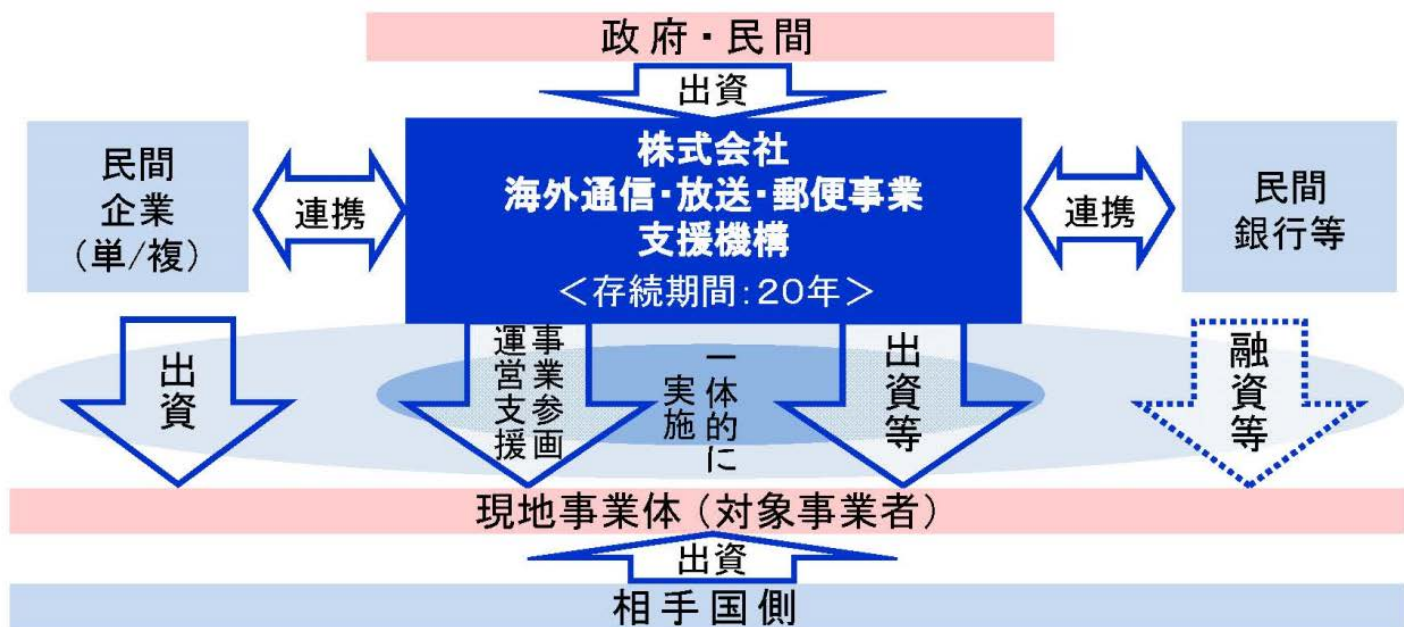 政府・民間
出資
民間
企業
(単/複)
連携
株式会社
海外通信・放送・郵便事業
支援機構
<存続期間:20年>
連携
民間
銀行等
出資
事業参画
運営支援
一体的に
実施
出資等
融資等
現地事業体(対象事業者)
出資
相手国側